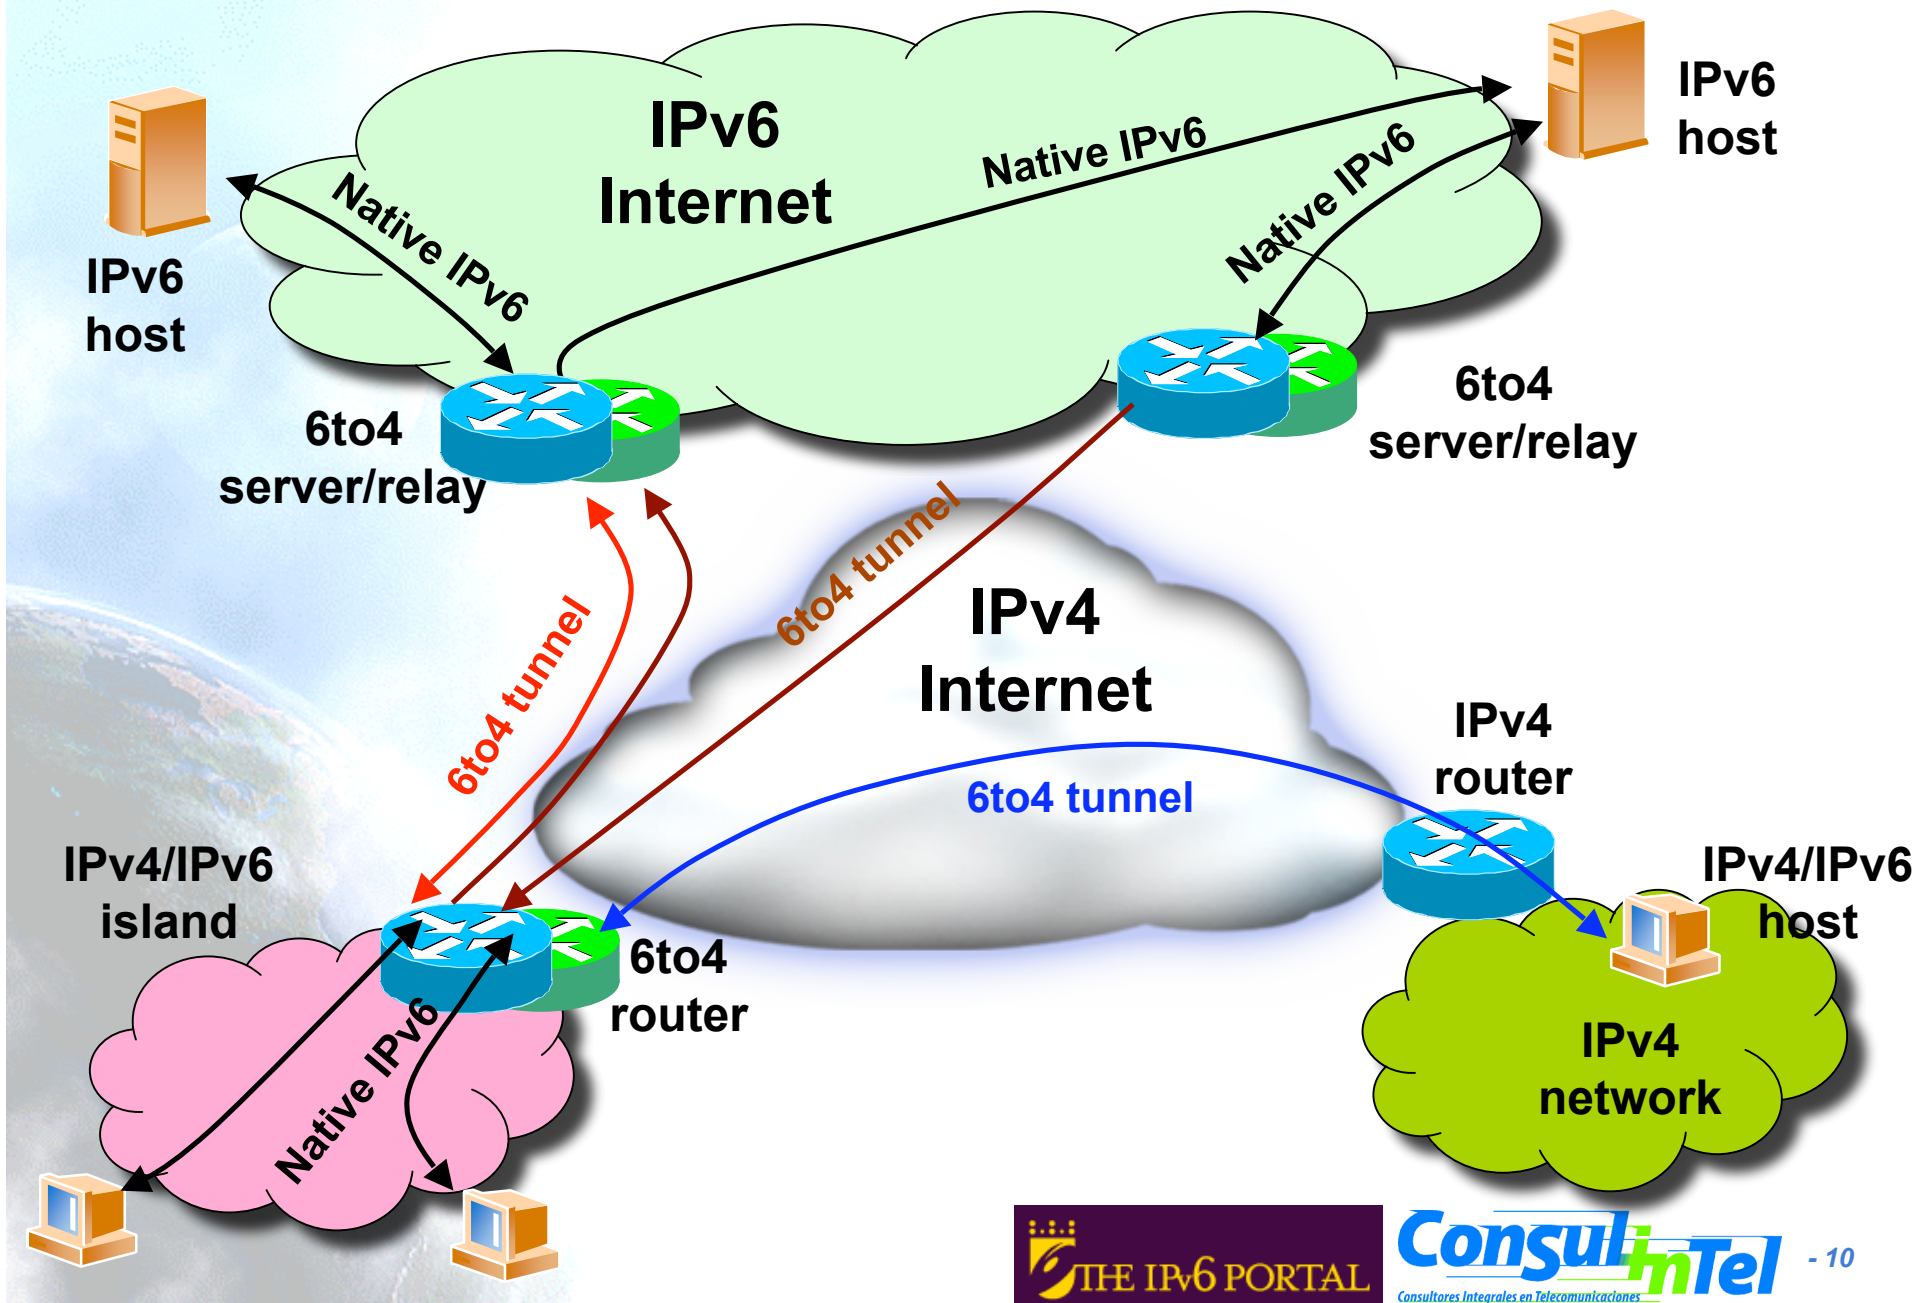 IPv6
Internet
Native IPv6
Native IPv6
Native IPv6
IPv6
host
IPv6
host
6to4
server/relay
6to4
server/relay
6to4 tunnel
6to4 tunnel
IPv4
Internet
6to4 tunnel
IPv4
router
IPv4/IPv6
island
IPv4/IPv6
host
6to4
router
Native IPv6
IPv4
network
THE IPv6 PORTAL
ConsulinTel
Consultores Integrales en Telecomunicaciones
- 10